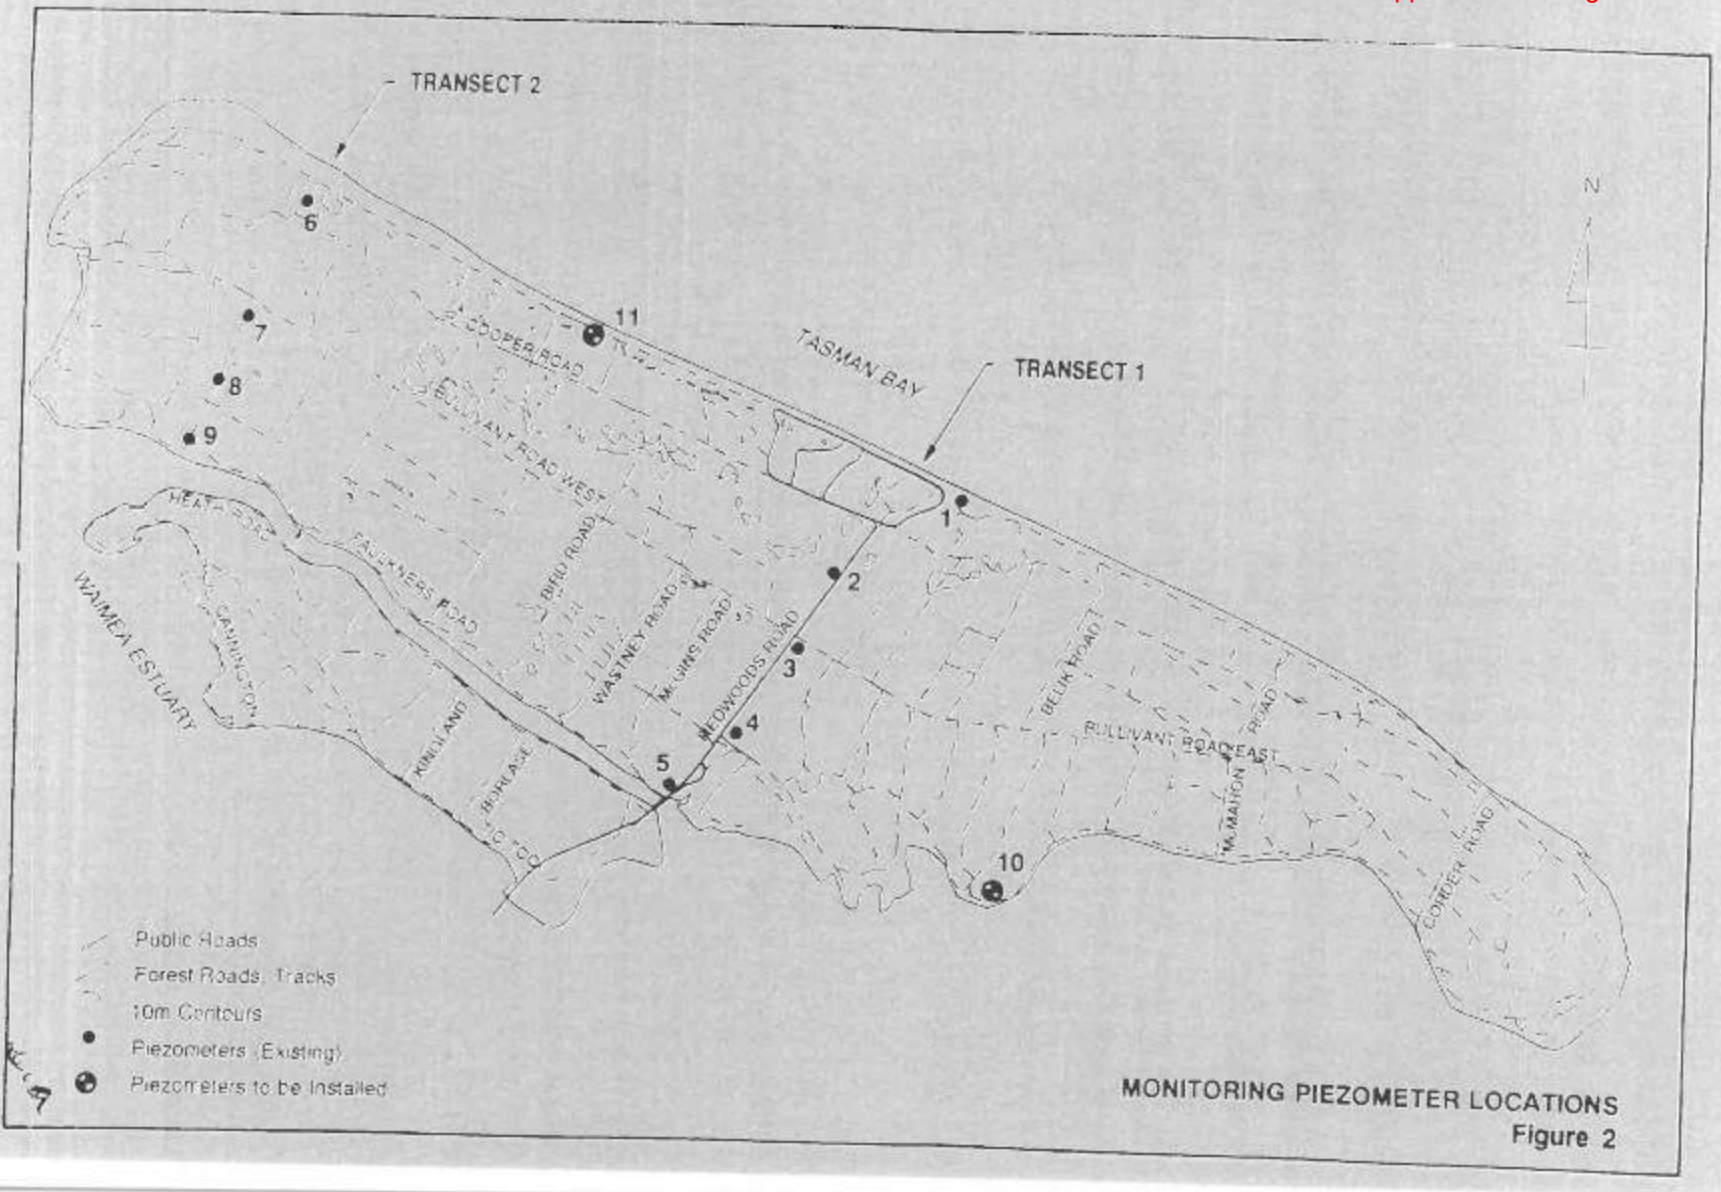 TRANSECT 2
N
6
11
7
COOPER ROAD
TASMAN BAY
TRANSECT 1
8
BULLIVANT ROAD WEST
9
HEATH ROAD
1
FAULKNERS ROAD
BIRD ROAD
2
WAIMEA ESTUARY
CANNINGTON
WASTNEY ROAD
McGINS ROAD
REDWOODS ROAD
3
BELIK ROAD
KINGLAND
4
BULLIVANT ROAD EAST
McMAHON ROAD
BORLASE
5
CORDER ROAD
10
Public Roads
Forest Roads, Tracks
10m Contours
Piezometers (Existing)
Piezometers to be Installed
MONITORING PIEZOMETER LOCATIONS
Figure 2